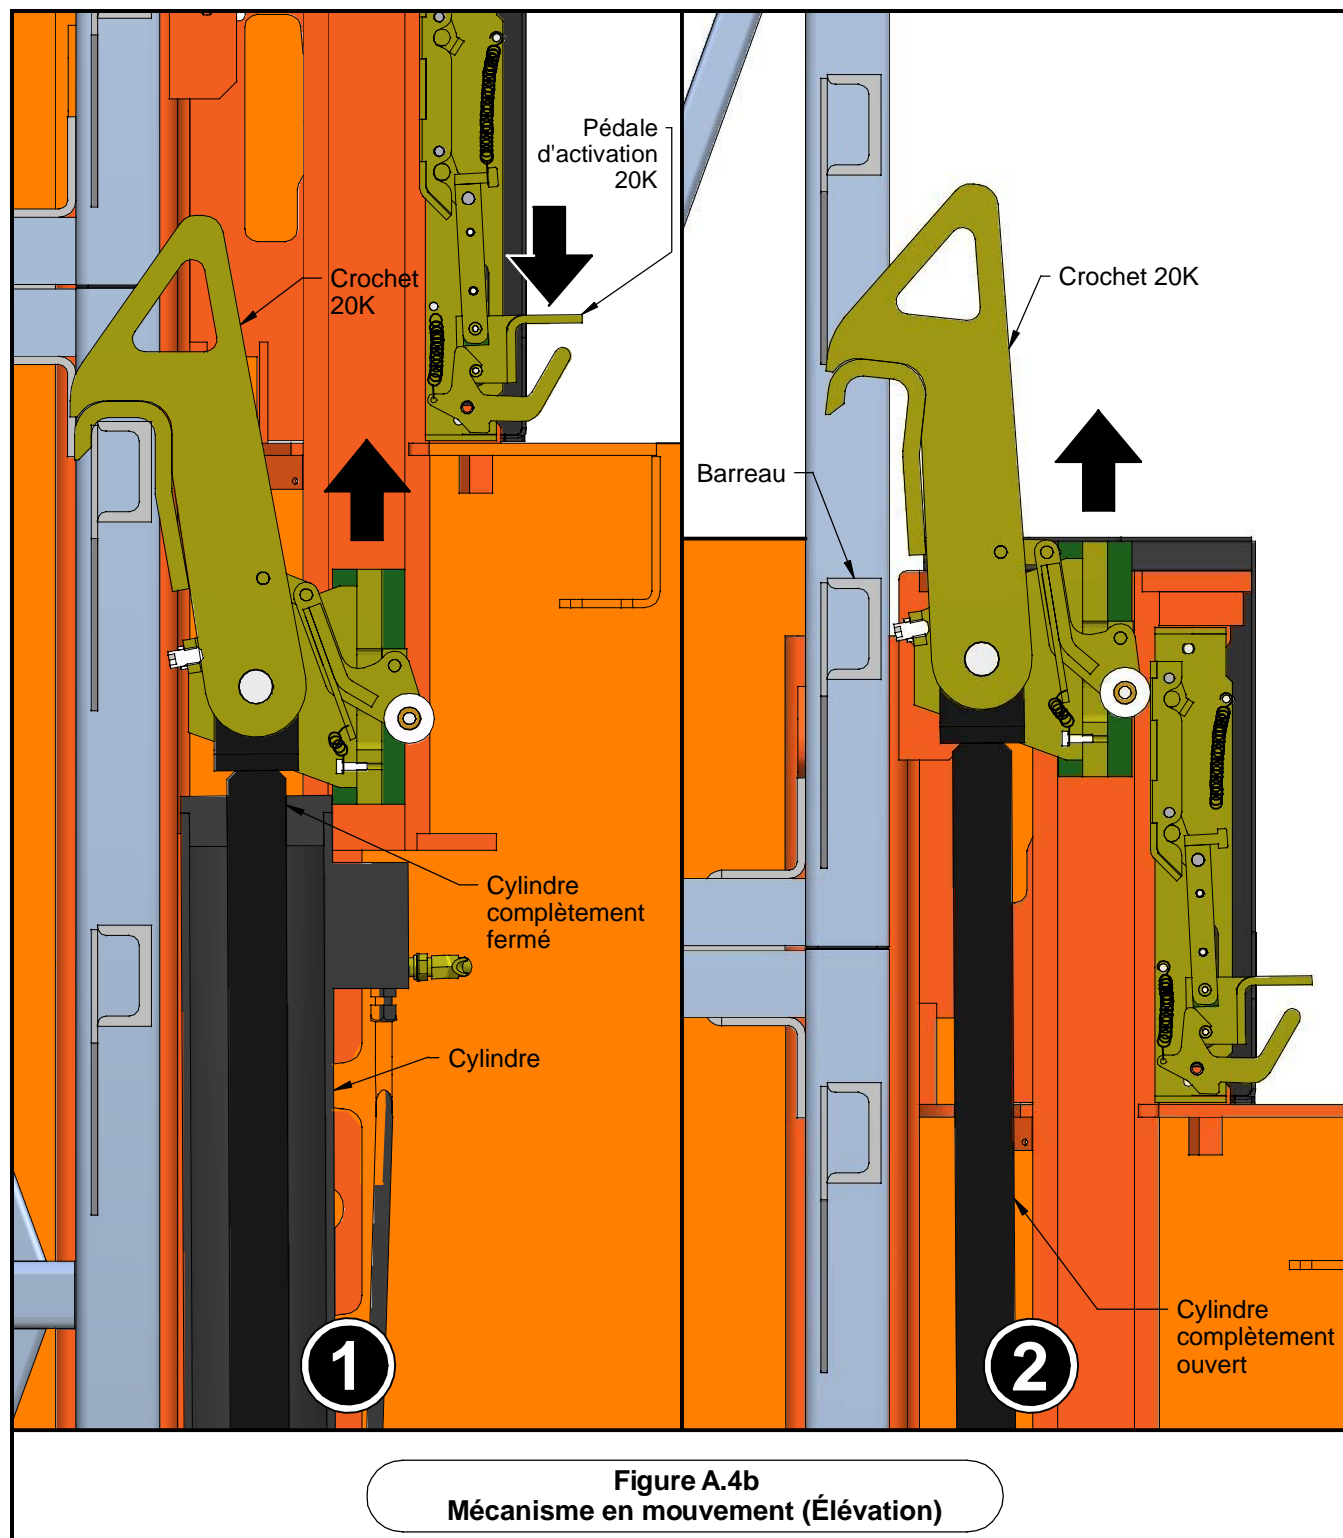 Pédale
d'activation
20K
Crochet
20K
Cylindre
complètement
fermé
Cylindre
1
Crochet 20K
Barreau
Cylindre
complètement
ouvert
2
Figure A.4b
Mécanisme en mouvement (Élévation)